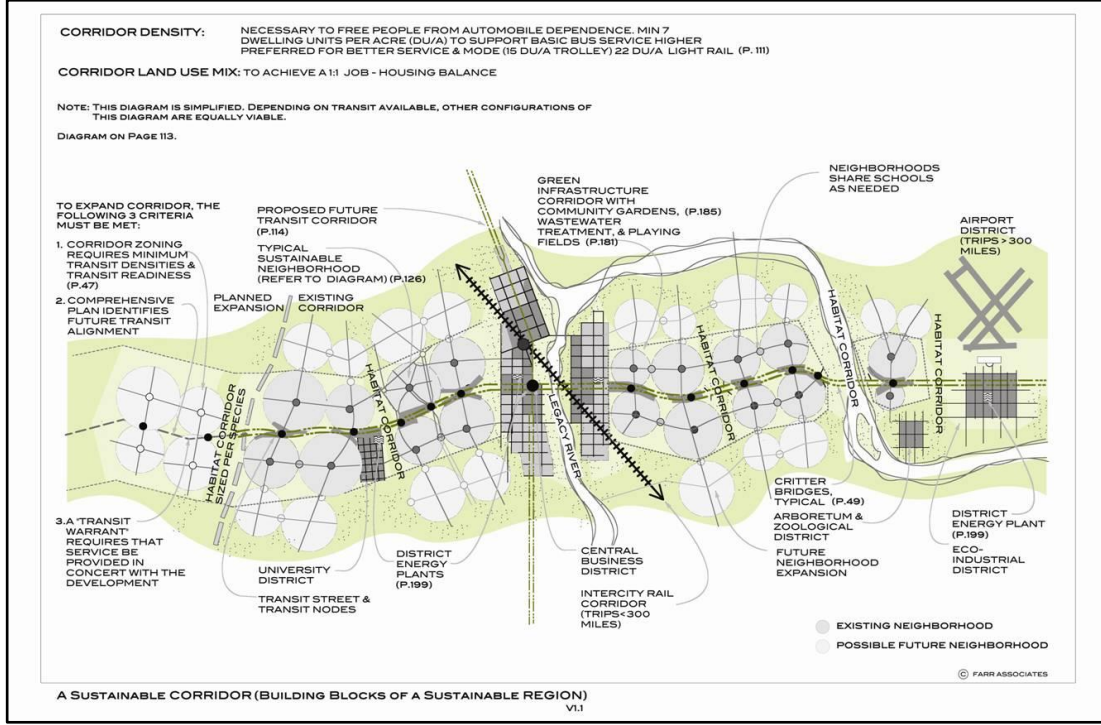 CORRIDOR DENSITY: NECESSARY TO FREE PEOPLE FROM AUTOMOBILE DEPENDENCE. MIN 7
DWELLING UNITS PER ACRE (DU/A) TO SUPPORT BASIC BUS SERVICE HIGHER
PREFERRED FOR BETTER SERVICE & MODE (15 DU/A TROLLEY) 22 DU/A LIGHT RAIL (P. 111)
CORRIDOR LAND USE MIX: TO ACHIEVE A 1:1 JOB - HOUSING BALANCE
NOTE: THIS DIAGRAM IS SIMPLIFIED. DEPENDING ON TRANSIT AVAILABLE, OTHER CONFIGURATIONS OF
THIS DIAGRAM ARE EQUALLY VIABLE.
DIAGRAM ON PAGE 113.
TO EXPAND CORRIDOR, THE
FOLLOWING 3 CRITERIA
MUST BE MET:
1. CORRIDOR ZONING
REQUIRES MINIMUM
TRANSIT DENSITIES &
TRANSIT READINESS
(P.47)
2. COMPREHENSIVE
PLAN IDENTIFIES
FUTURE TRANSIT
ALIGNMENT
3. A "TRANSIT
WARRANT"
REQUIRES THAT
SERVICE BE
PROVIDED IN
CONCERT WITH THE
DEVELOPMENT
PROPOSED FUTURE
TRANSIT CORRIDOR
(P.114)
TYPICAL
SUSTAINABLE
NEIGHBORHOOD
(REFER TO DIAGRAM) (P.126)
PLANNED
EXPANSION
EXISTING
CORRIDOR
GREEN
INFRASTRUCTURE
CORRIDOR WITH
COMMUNITY GARDENS, (P.185)
WASTEWATER
TREATMENT, & PLAYING
FIELDS (P.181)
NEIGHBORHOODS
SHARE SCHOOLS
AS NEEDED
AIRPORT
DISTRICT
(TRIPS > 300
MILES)
HABITAT CORRIDOR
SIZED PER SPECIES
HABITAT CORRIDOR
LEGACY RIVER
HABITAT CORRIDOR
HABITAT CORRIDOR
HABITAT CORRIDOR
UNIVERSITY
DISTRICT
TRANSIT STREET &
TRANSIT NODES
DISTRICT
ENERGY
PLANTS
(P.199)
CENTRAL
BUSINESS
DISTRICT
INTERCITY RAIL
CORRIDOR
(TRIPS<300
MILES)
CRITTER
BRIDGES,
TYPICAL (P.49)
ARBORETUM &
ZOOLOGICAL
DISTRICT
FUTURE
NEIGHBORHOOD
EXPANSION
DISTRICT
ENERGY PLANT
(P.199)
ECO-
INDUSTRIAL
DISTRICT
EXISTING NEIGHBORHOOD
POSSIBLE FUTURE NEIGHBORHOOD
© FARR ASSOCIATES
A SUSTAINABLE CORRIDOR (BUILDING BLOCKS OF A SUSTAINABLE REGION)
V1.1